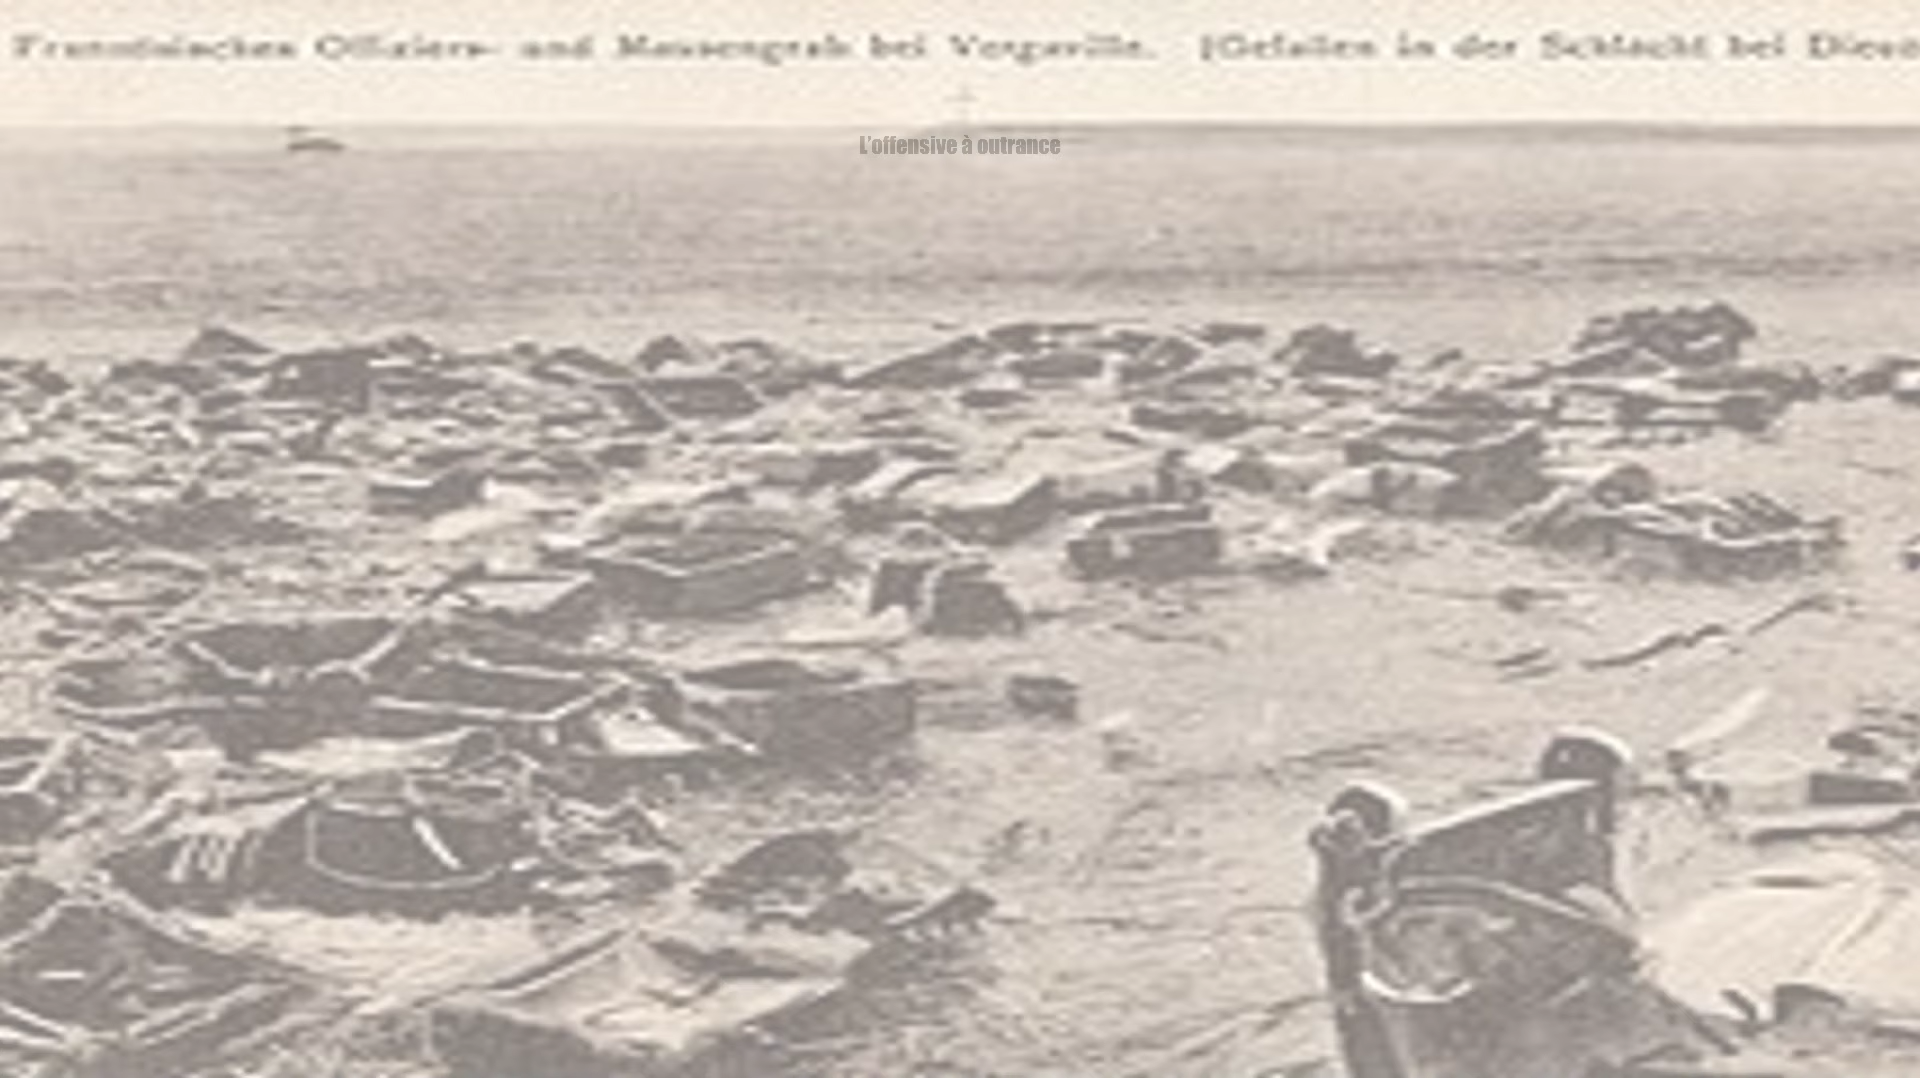 Französisches Offiziers- und Massengrab bei Vergaville. (Gefallen in der Schlacht bei
L'offensive à outrance